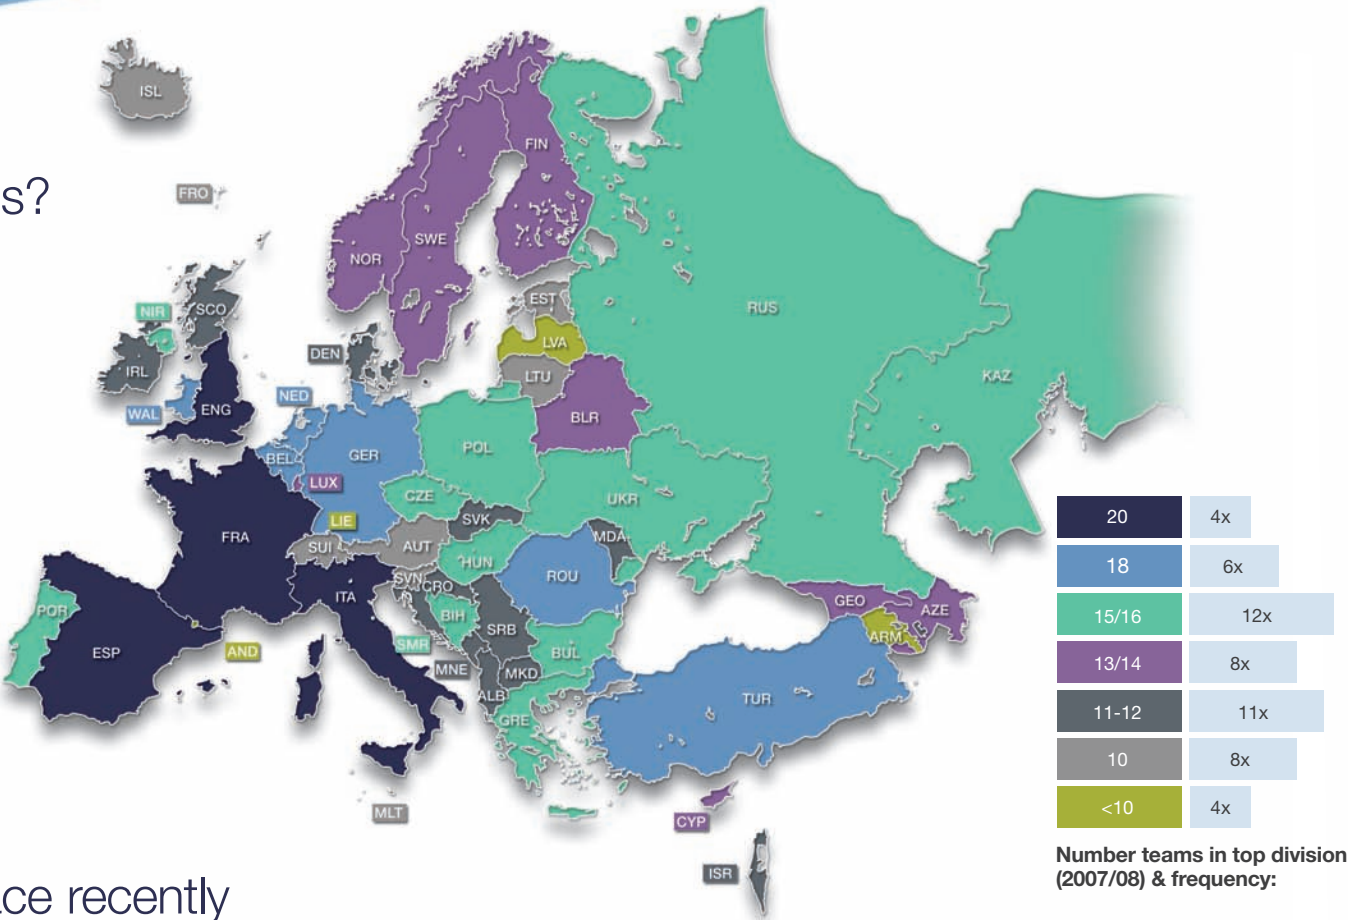 ISL
s?
FRO
FIN
SWE
NOR
EST
NIR
SCO
RUS
LVA
DEN
IRL
LTU
KAZ
NED
WAL
ENG
BLR
POL
BEL
GER
LUX
CZE
UKR
LIE
SVK
20 4x
FRA
SUI
AUT
MDA
HUN
18 6x
ROU
SVN
CRO
ITA
GEO
AZE
POR
BIH
15/16 12x
SRB
ARM
ESP
AND
SMR
BUL
MNE
MKD
13/14 8x
ALB
TUR
GRE
11-12 11x
10 8x
MLT
<10 4x
CYP
Number teams in top division
(2007/08) & frequency:
ISR
ace recently